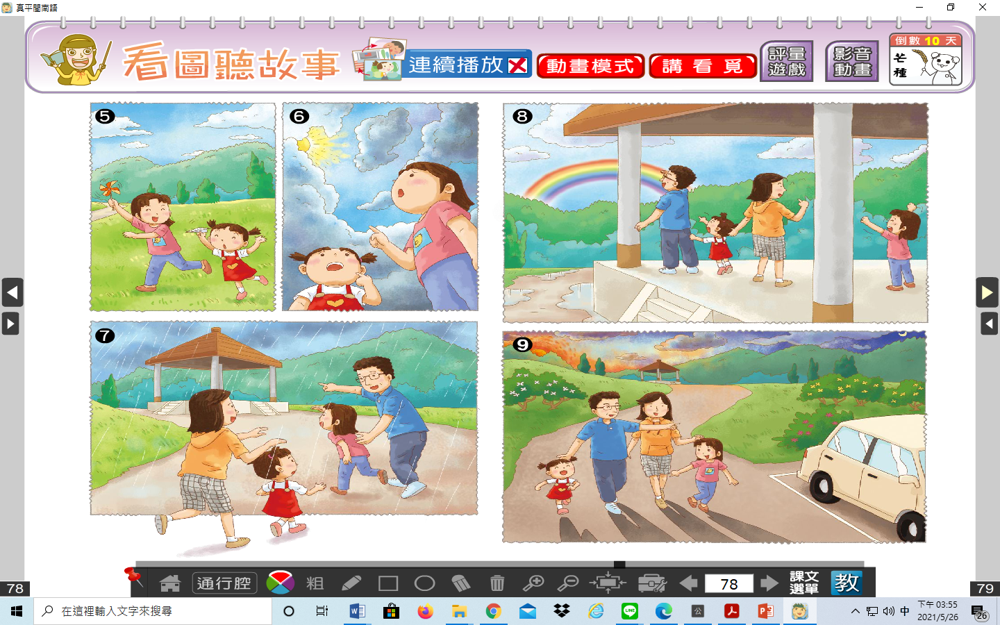 真平閩南語
看圖聽故事
連續播放
動畫模式
講看覓
評量
遊戲
影音
動畫
倒數 10 天
芒
種
5
6
8
7
9
78
79
通行腔
粗
78
課文
選單
教
在這裡輸入文字來搜尋
中
下午 03:55
2021/5/26
26